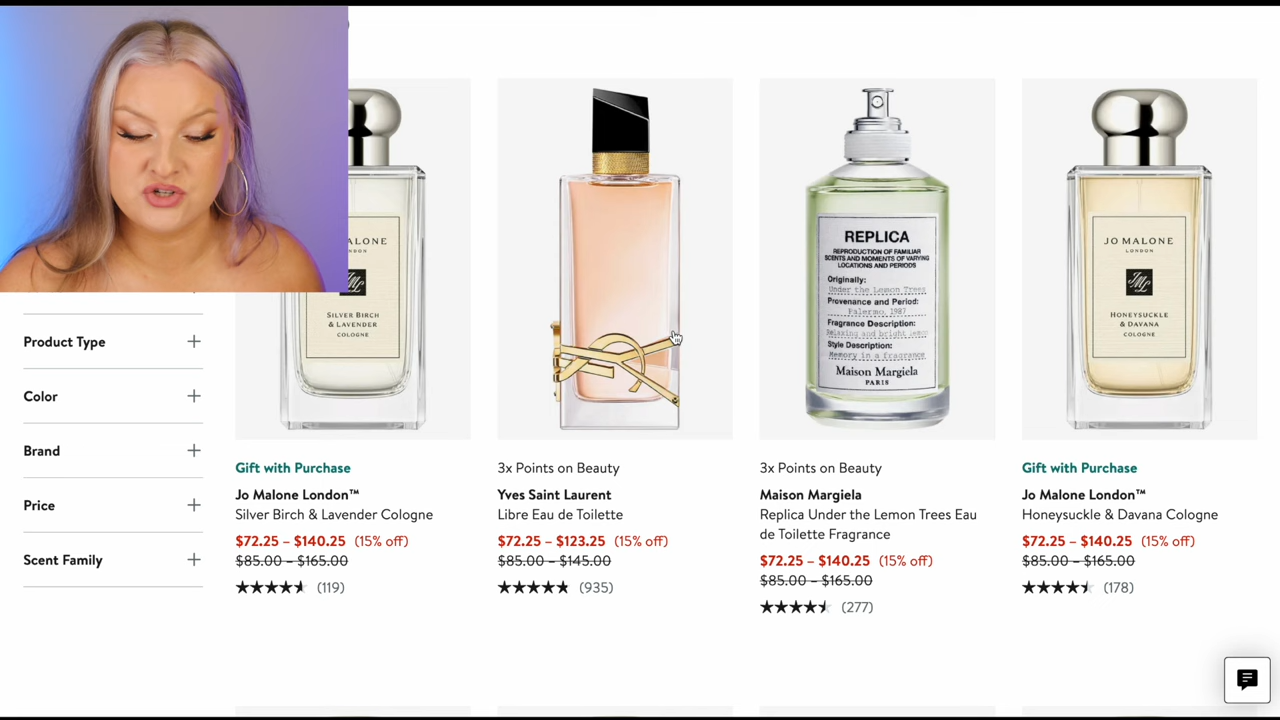 Product Type
Color
Brand
Price
Scent Family
MALONE
LONDON
SILVER BIRCH
& LAVENDER
COLOGNE
REPLICA
REPRODUCTION OF FAMILIAR
SCENTS AND MOMENTS OF VARYING
LOCATIONS AND PERIODS
Originally:
Under the Lemon Trees
Provenance and Period:
Palermo, 1987
Fragrance Description:
Relaxing and bright lemon
Style Description:
Memory in a fragrance
Maison Margiela
PARIS
JO MALONE
LONDON
HONEYSUCKLE
& DAVANA
COLOGNE
Gift with Purchase
Jo Malone London™
Silver Birch & Lavender Cologne
$72.25 – $140.25 (15% off)
$85.00 – $165.00
(119)
3x Points on Beauty
Yves Saint Laurent
Libre Eau de Toilette
$72.25 – $123.25 (15% off)
$85.00 – $145.00
(935)
3x Points on Beauty
Maison Margiela
Replica Under the Lemon Trees Eau
de Toilette Fragrance
$72.25 – $140.25 (15% off)
$85.00 – $165.00
(277)
Gift with Purchase
Jo Malone London™
Honeysuckle & Davana Cologne
$72.25 – $140.25 (15% off)
$85.00 – $165.00
(178)